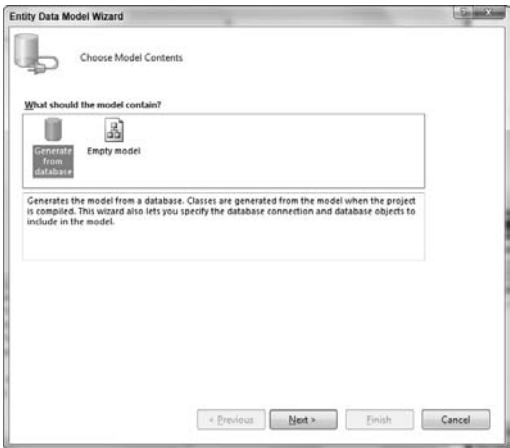 Entity Data Model Wizard
Choose Model Contents
What should the model contain?
Generate
from
database
Empty model
Generates the model from a database. Classes are generated from the model when the project
is compiled. This wizard also lets you specify the database connection and database objects to
include in the model.
< Previous
Next >
Finish
Cancel